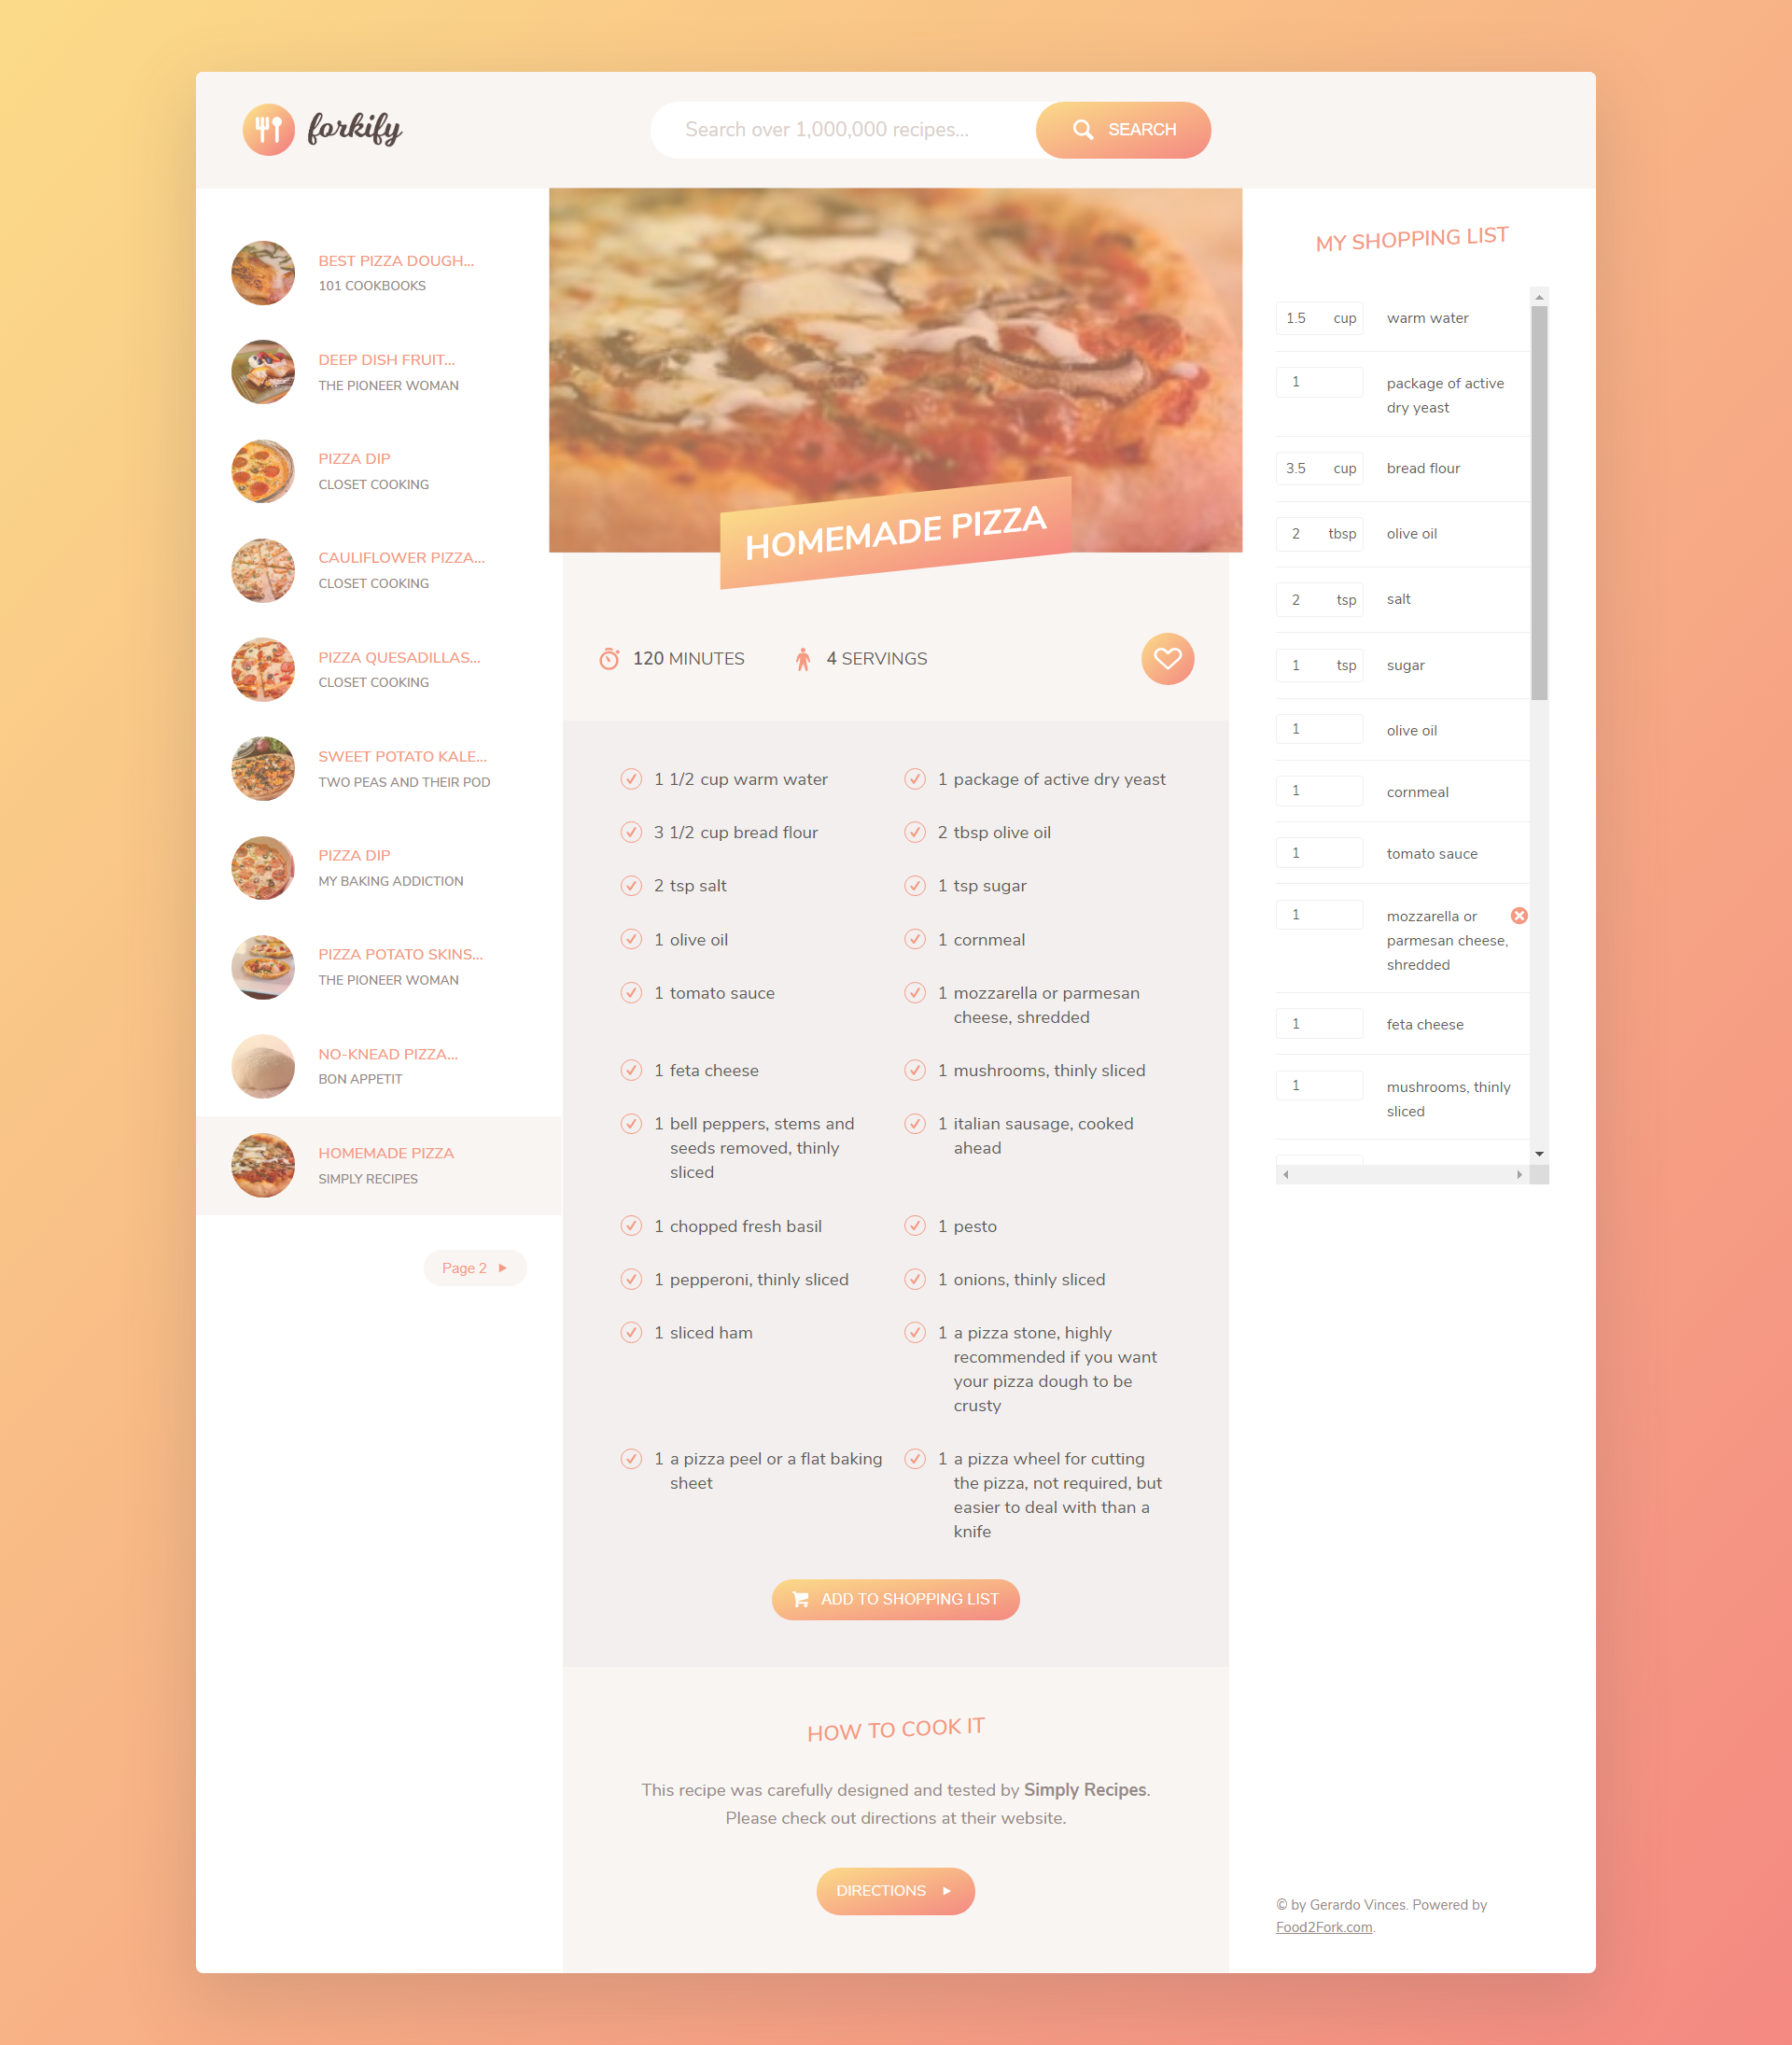 forkify
Search over 1,000,000 recipes...
SEARCH
BEST PIZZA DOUGH...
101 COOKBOOKS
DEEP DISH FRUIT...
THE PIONEER WOMAN
PIZZA DIP
CLOSET COOKING
CAULIFLOWER PIZZA...
CLOSET COOKING
PIZZA QUESADILLAS...
CLOSET COOKING
SWEET POTATO KALE...
TWO PEAS AND THEIR POD
PIZZA DIP
MY BAKING ADDICTION
PIZZA POTATO SKINS...
THE PIONEER WOMAN
NO-KNEAD PIZZA...
BON APPETIT
HOMEMADE PIZZA
SIMPLY RECIPES
Page 2
HOMEMADE PIZZA
120 MINUTES
4 SERVINGS
1 1/2 cup warm water
1 package of active dry yeast
3 1/2 cup bread flour
2 tbsp olive oil
2 tsp salt
1 tsp sugar
1 olive oil
1 cornmeal
1 tomato sauce
1 mozzarella or parmesan
cheese, shredded
1 feta cheese
1 mushrooms, thinly sliced
1 bell peppers, stems and
seeds removed, thinly
sliced
1 italian sausage, cooked
ahead
1 chopped fresh basil
1 pesto
1 pepperoni, thinly sliced
1 onions, thinly sliced
1 sliced ham
1 a pizza stone, highly
recommended if you want
your pizza dough to be
crusty
1 a pizza peel or a flat baking
sheet
1 a pizza wheel for cutting
the pizza, not required, but
easier to deal with than a
knife
ADD TO SHOPPING LIST
HOW TO COOK IT
This recipe was carefully designed and tested by Simply Recipes.
Please check out directions at their website.
DIRECTIONS
MY SHOPPING LIST
1.5 cup warm water
1 package of active
dry yeast
3.5 cup bread flour
2 tbsp olive oil
2 tsp salt
1 tsp sugar
1 olive oil
1 cornmeal
1 tomato sauce
1 mozzarella or
parmesan cheese,
shredded
1 feta cheese
1 mushrooms, thinly
sliced
© by Gerardo Vinces. Powered by
Food2Fork.com.